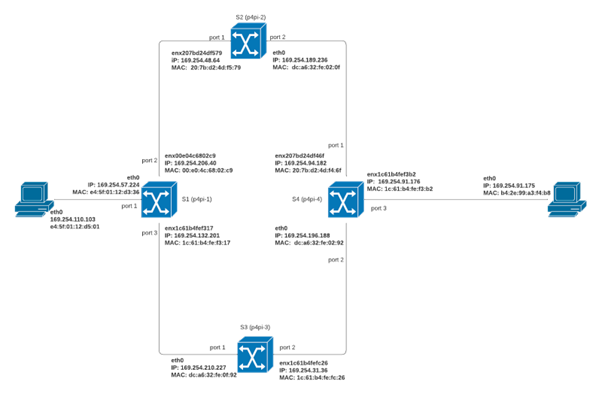 S2 (p4pi-2)
port 1
port 2
enx207bd24df579
iP: 169.254.48.64
MAC: 20:7b:d2:4d:f5:79
eth0
IP: 169.254.189.236
MAC: dc:a6:32:fe:02:0f
port 2
enx00e04c6802c9
IP: 169.254.206.40
MAC: 00:e0:4c:68:02:c9
port 1
enx207bd24df46f
IP: 169.254.94.182
MAC: 20:7b:d2:4d:f4:6f
eth0
IP: 169.254.57.224
MAC: e4:5f:01:12:d3:36
port 1
eth0
169.254.110.103
e4:5f:01:12:d5:01
S1 (p4pi-1)
S4 (p4pi-4)
enx1c61b4fef3b2
IP: 169.254.91.176
MAC: 1c:61:b4:fe:f3:b2
port 3
eth0
IP: 169.254.91.175
MAC: b4:2e:99:a3:f4:b8
port 3
enx1c61b4fef317
IP: 169.254.132.201
MAC: 1c:61:b4:fe:f3:17
eth0
IP: 169.254.196.188
MAC: dc:a6:32:fe:02:92
port 2
S3 (p4pi-3)
port 1
port 2
eth0
IP: 169.254.210.227
MAC: dc:a6:32:fe:0f:92
enx1c61b4fefc26
IP: 169.254.31.36
MAC: 1c:61:b4:fe:fc:26